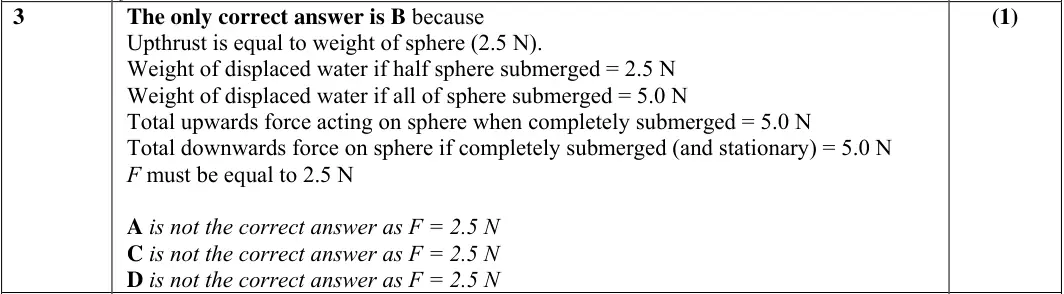 3 The only correct answer is B because (1)
Upthrust is equal to weight of sphere (2.5 N).
Weight of displaced water if half sphere submerged = 2.5 N
Weight of displaced water if all of sphere submerged = 5.0 N
Total upwards force acting on sphere when completely submerged = 5.0 N
Total downwards force on sphere if completely submerged (and stationary) = 5.0 N
F must be equal to 2.5 N
A is not the correct answer as F = 2.5 N
C is not the correct answer as F = 2.5 N
D is not the correct answer as F = 2.5 N